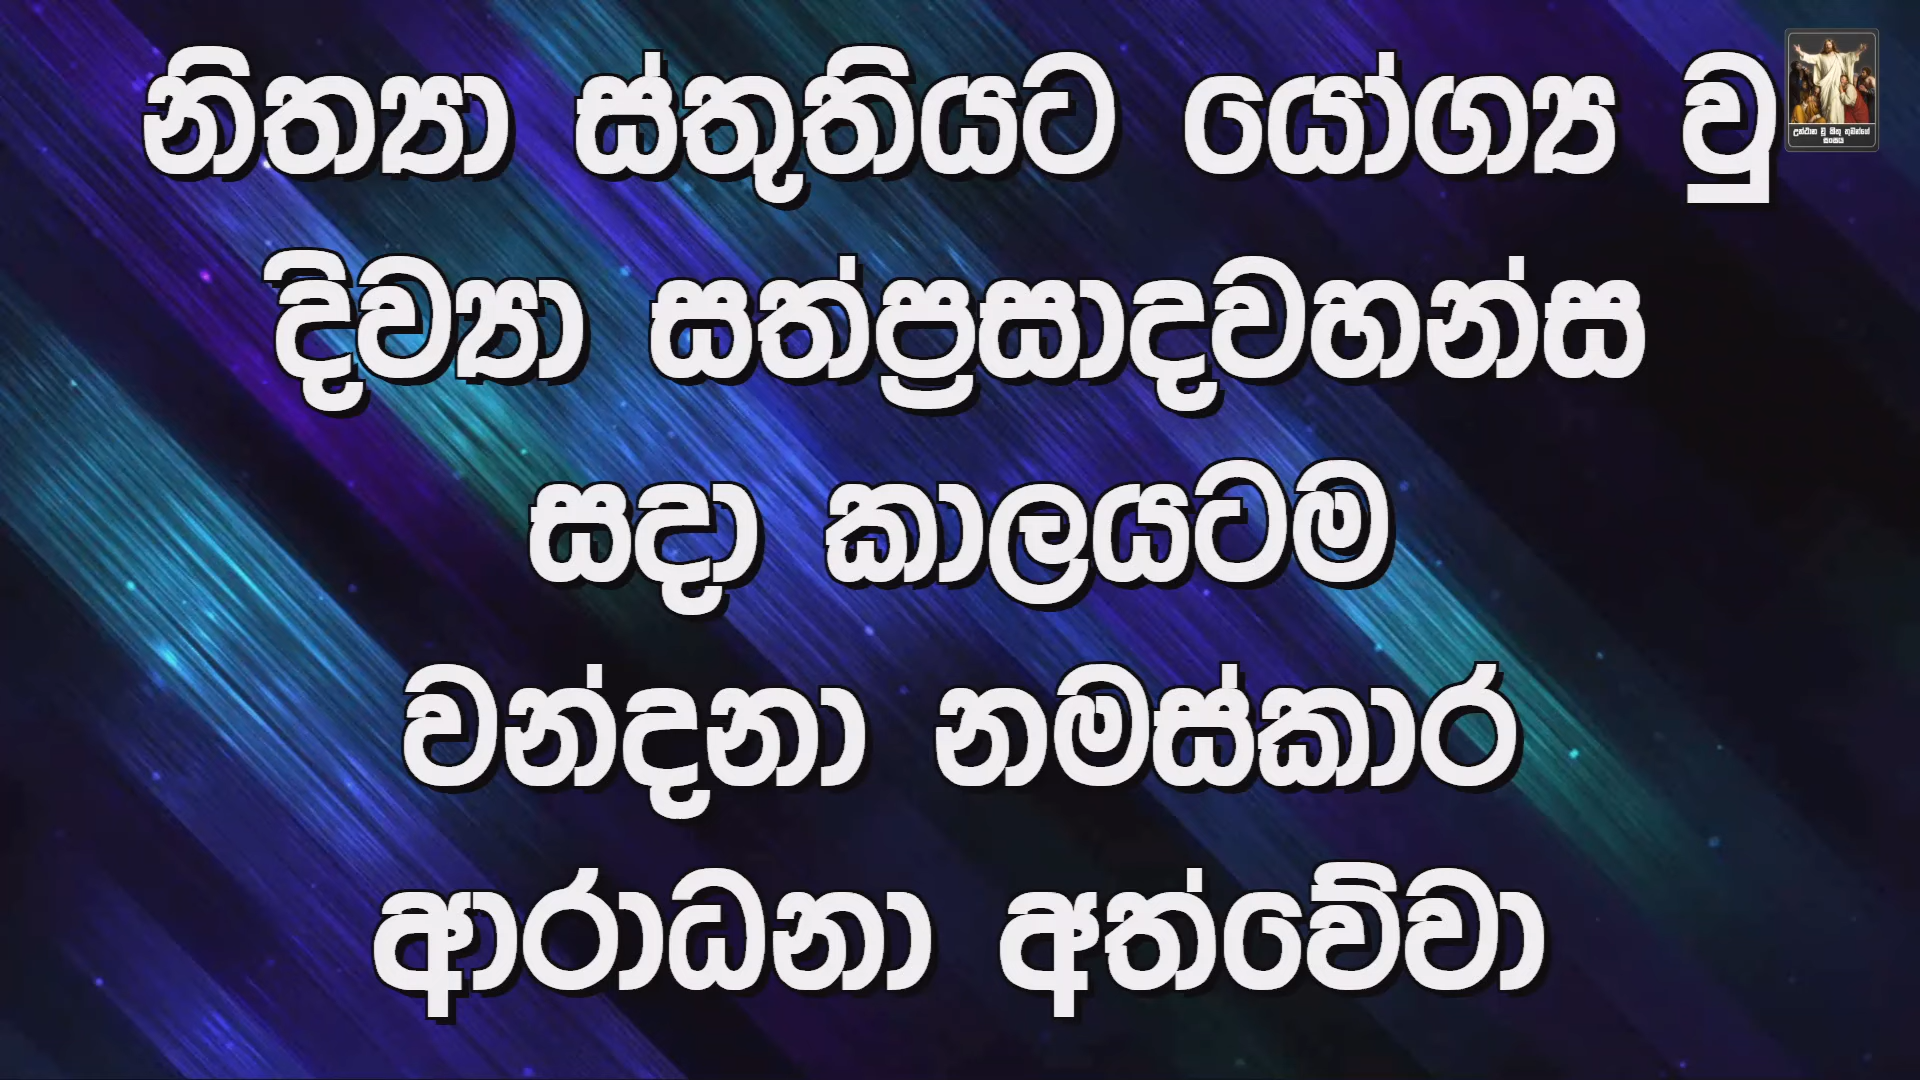 නිත්‍යා ස්තූතියට යෝග්‍ය වූ
දිව්‍යා සත්ප්‍රසාදවහන්ස
සදා කාලයටම
වන්දනා නමස්කාර
ආරාධනා අත්වේවා